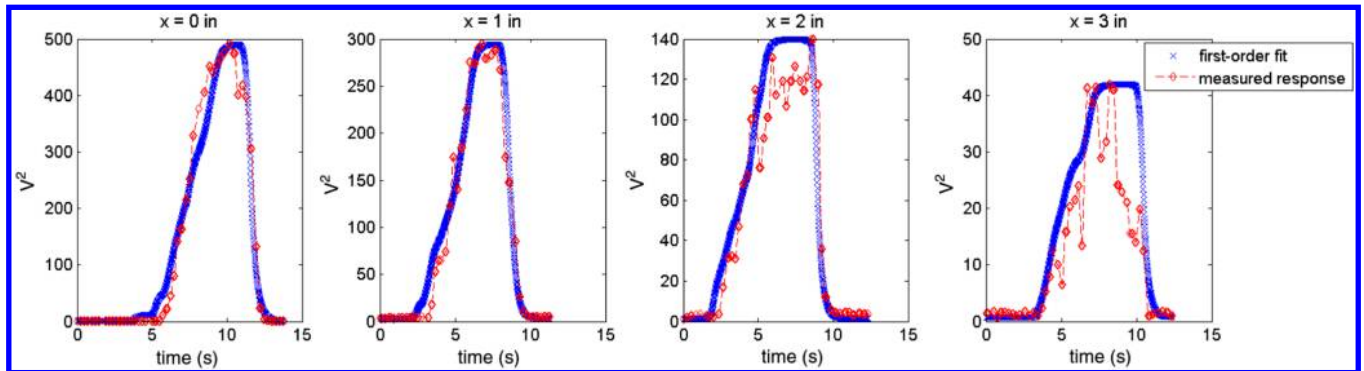 x = 0 in
500
400
300
200
100
0
V²
0 5 10 15
time (s)
x = 1 in
300
250
200
150
100
50
0
V²
0 5 10 15
time (s)
x = 2 in
140
120
100
80
60
40
20
0
V²
0 5 10 15
time (s)
x = 3 in
50
40
30
20
10
0
V²
0 5 10 15
time (s)
first-order fit
measured response